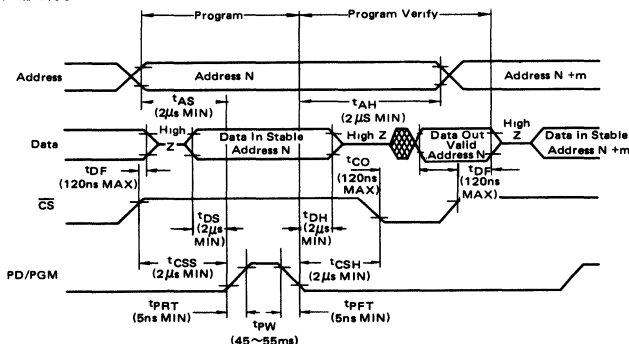 Program
Program Verify
Address
Address N
Address N +m
tAS
(2μs MIN)
tAH
(2μS MIN)
Data
High
Z
Data In Stable
Address N
High Z
Data Out
Valid
Address N
High
Z
Data In Stable
Address N+m
tDF
(120ns MAX)
tCO
(120ns
MAX)
tDF
(120ns
MAX)
CS
tDS
(2μs
MIN)
tDH
(2μs
MIN)
tCSS
(2μs MIN)
tCSH
(2μs MIN)
PD/PGM
tPRT
(5ns MIN)
tPW
(45~55ms)
tPFT
(5ns MIN)